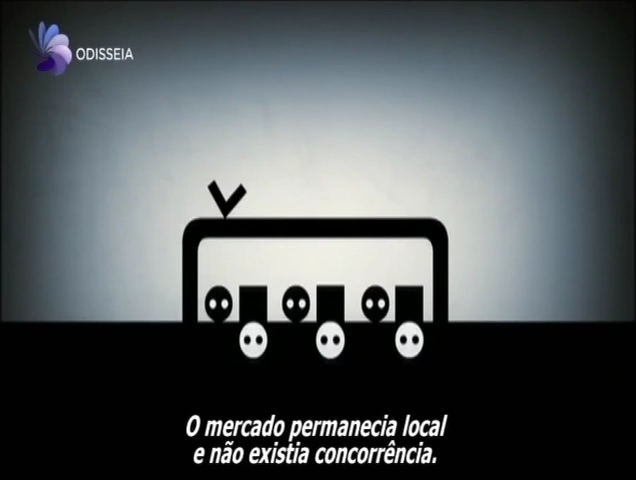 ODISSEIA
O mercado permanecia local
e não existia concorrência.